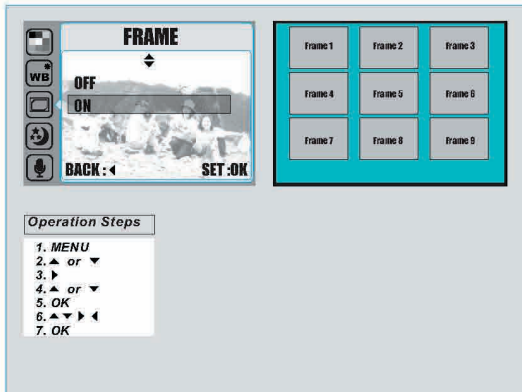 FRAME
WB
OFF
ON
BACK :◀ SET :OK
Frame 1 Frame 2 Frame 3
Frame 4 Frame 5 Frame 6
Frame 7 Frame 8 Frame 9
Operation Steps
1. MENU
2.▲ or ▼
3.▶
4.▲ or ▼
5. OK
6.▲▼▶◀
7. OK